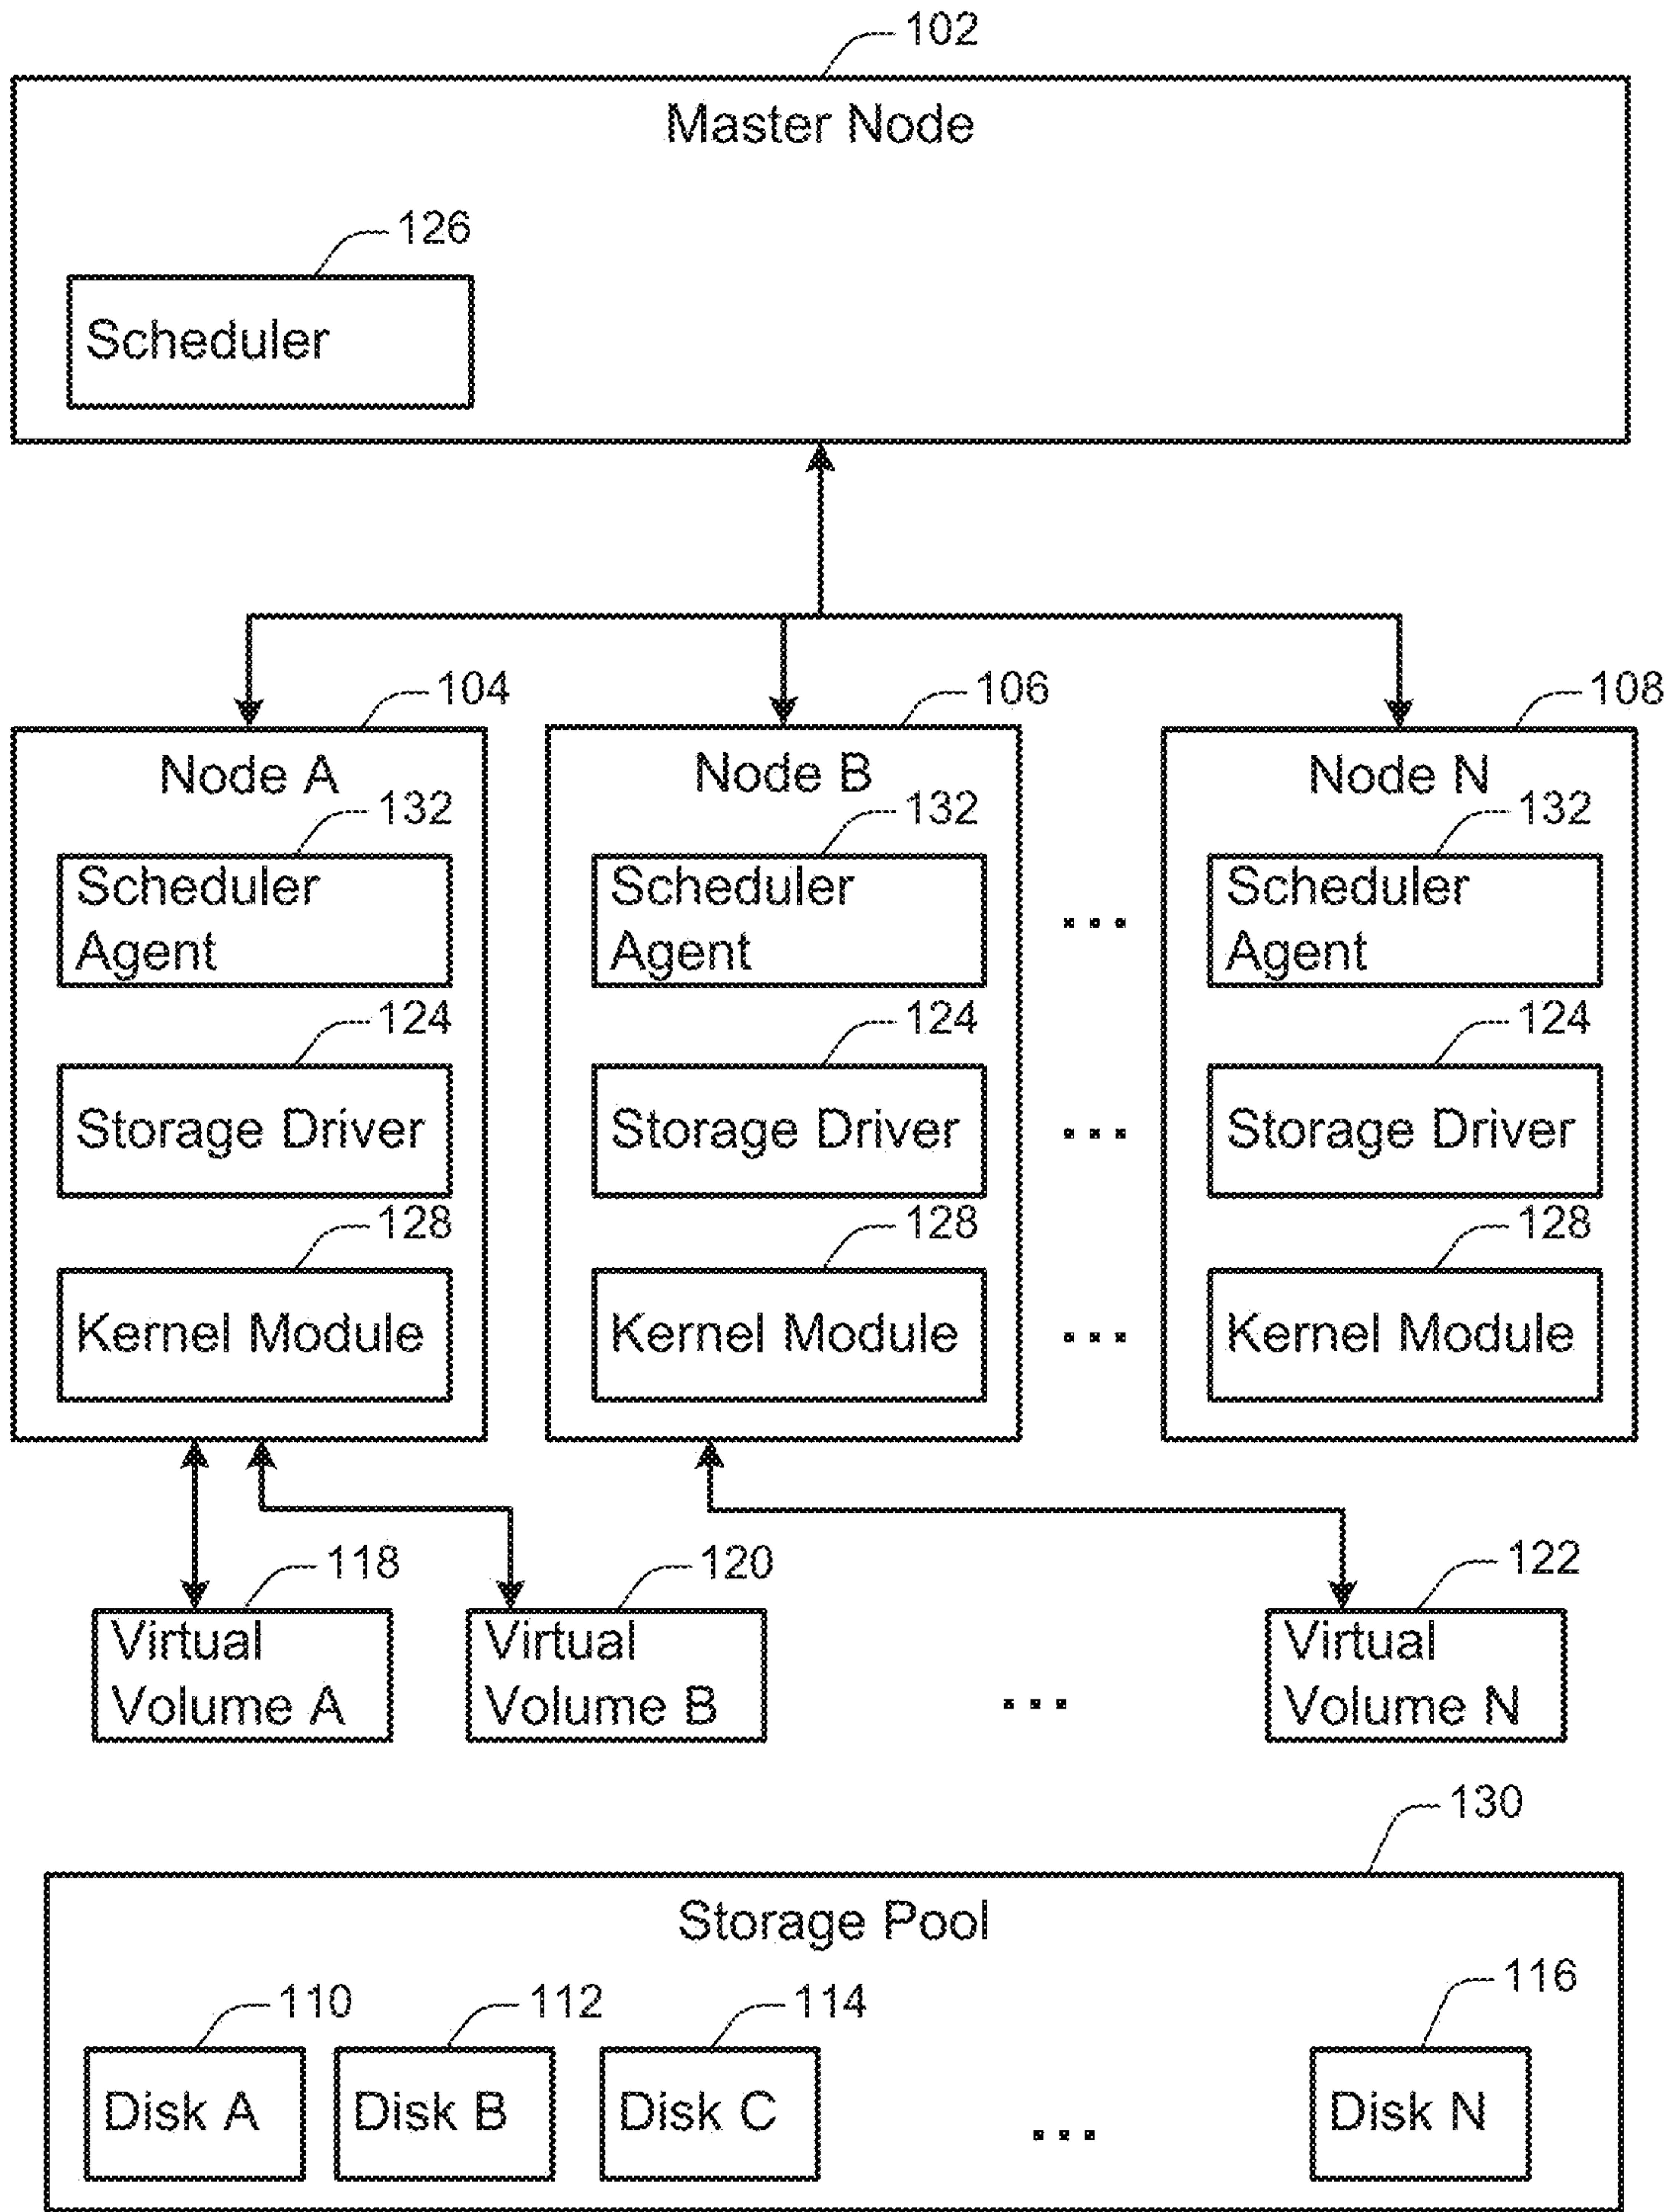 102
Master Node
126
Scheduler
104
106
108
Node A
Node B
Node N
132
132
132
Scheduler
Agent
Scheduler
Agent
...
Scheduler
Agent
124
124
124
Storage Driver
Storage Driver
...
Storage Driver
128
128
128
Kernel Module
Kernel Module
...
Kernel Module
118
120
122
Virtual
Volume A
Virtual
Volume B
...
Virtual
Volume N
130
Storage Pool
110
112
114
116
Disk A
Disk B
Disk C
...
Disk N